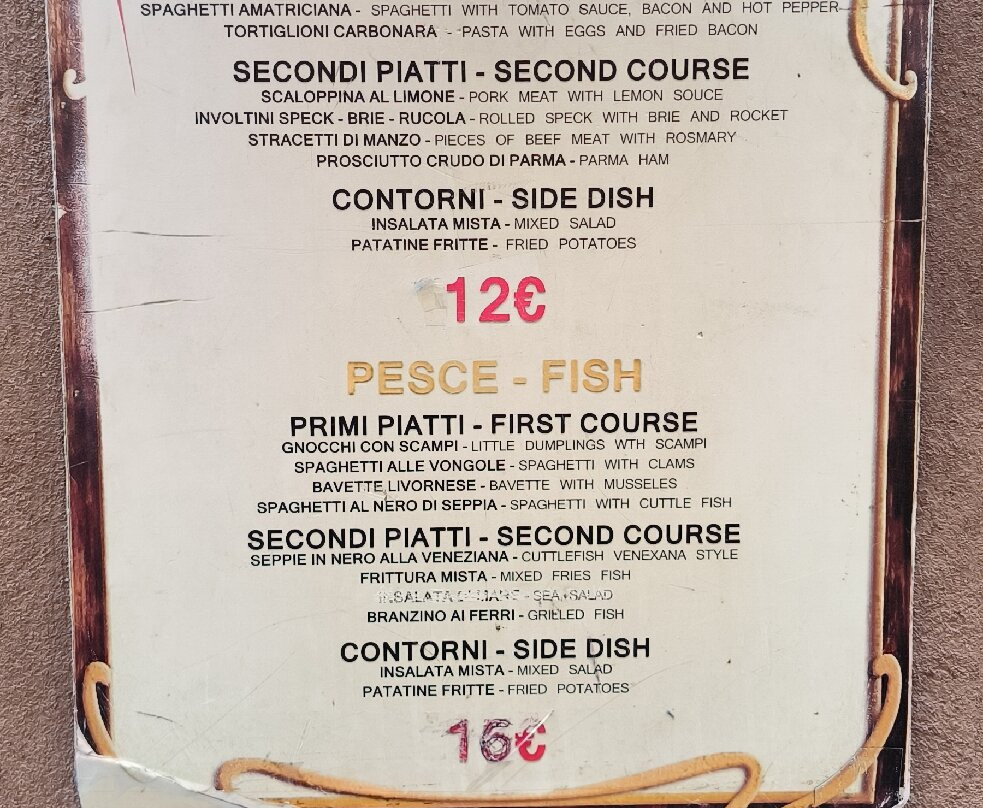 SPAGHETTI AMATRICIANA - SPAGHETTI WITH TOMATO SAUCE, BACON AND HOT PEPPER
TORTIGLIONI CARBONARA - PASTA WITH EGGS AND FRIED BACON
SECONDI PIATTI - SECOND COURSE
SCALOPPINA AL LIMONE - PORK MEAT WITH LEMON SOUCE
INVOLTINI SPECK - BRIE - RUCOLA - ROLLED SPECK WITH BRIE AND ROCKET
STRACETTI DI MANZO - PIECES OF BEEF MEAT WITH ROSMARY
PROSCIUTTO CRUDO DI PARMA - PARMA HAM
CONTORNI - SIDE DISH
INSALATA MISTA - MIXED SALAD
PATATINE FRITTE - FRIED POTATOES
12€
PESCE - FISH
PRIMI PIATTI - FIRST COURSE
GNOCCHI CON SCAMPI - LITTLE DUMPLINGS WTH SCAMPI
SPAGHETTI ALLE VONGOLE - SPAGHETTI WITH CLAMS
BAVETTE LIVORNESE - BAVETTE WITH MUSSELES
SPAGHETTI AL NERO DI SEPPIA - SPAGHETTI WITH CUTTLE FISH
SECONDI PIATTI - SECOND COURSE
SEPPIE IN NERO ALLA VENEZIANA - CUTTLEFISH VENEXANA STYLE
FRITTURA MISTA - MIXED FRIES FISH
INSALATA DI MARE - SEA SALAD
BRANZINO AI FERRI - GRILLED FISH
CONTORNI - SIDE DISH
INSALATA MISTA - MIXED SALAD
PATATINE FRITTE - FRIED POTATOES
16€